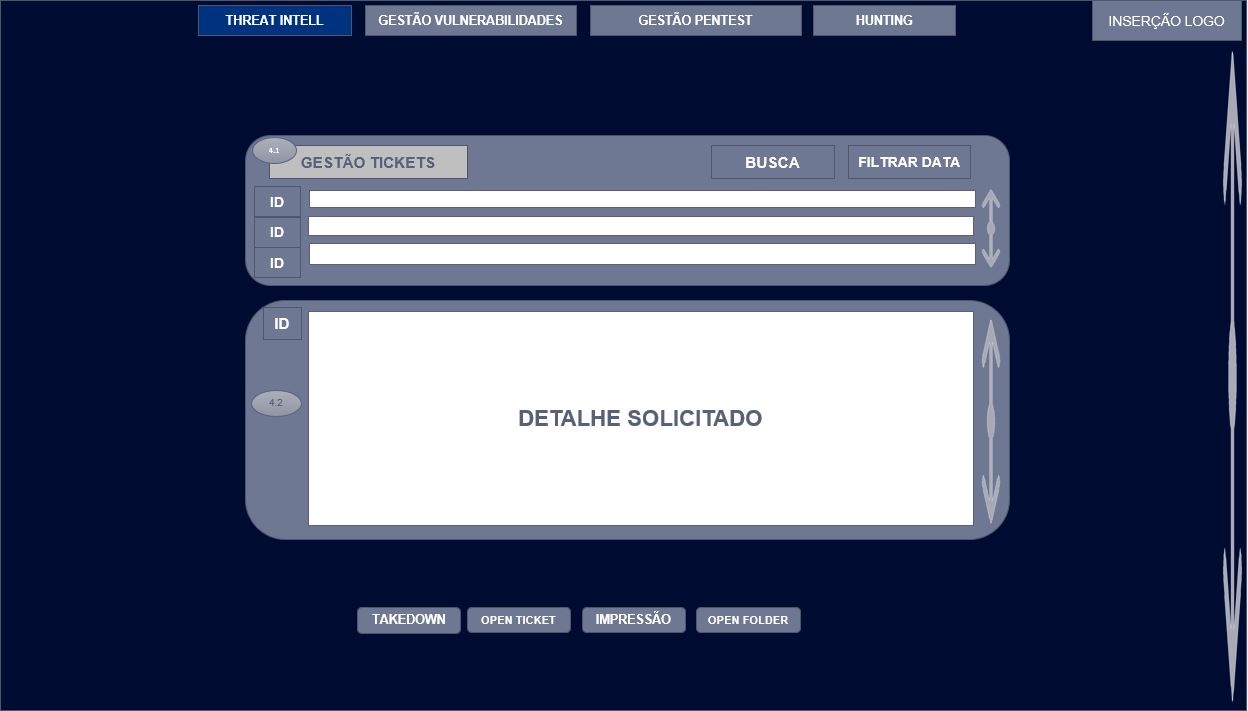 THREAT INTELL
GESTÃO VULNERABILIDADES
GESTÃO PENTEST
HUNTING
INSERÇÃO LOGO
4.1
GESTÃO TICKETS
BUSCA
FILTRAR DATA
ID
ID
ID
ID
4.2
DETALHE SOLICITADO
TAKEDOWN
OPEN TICKET
IMPRESSÃO
OPEN FOLDER